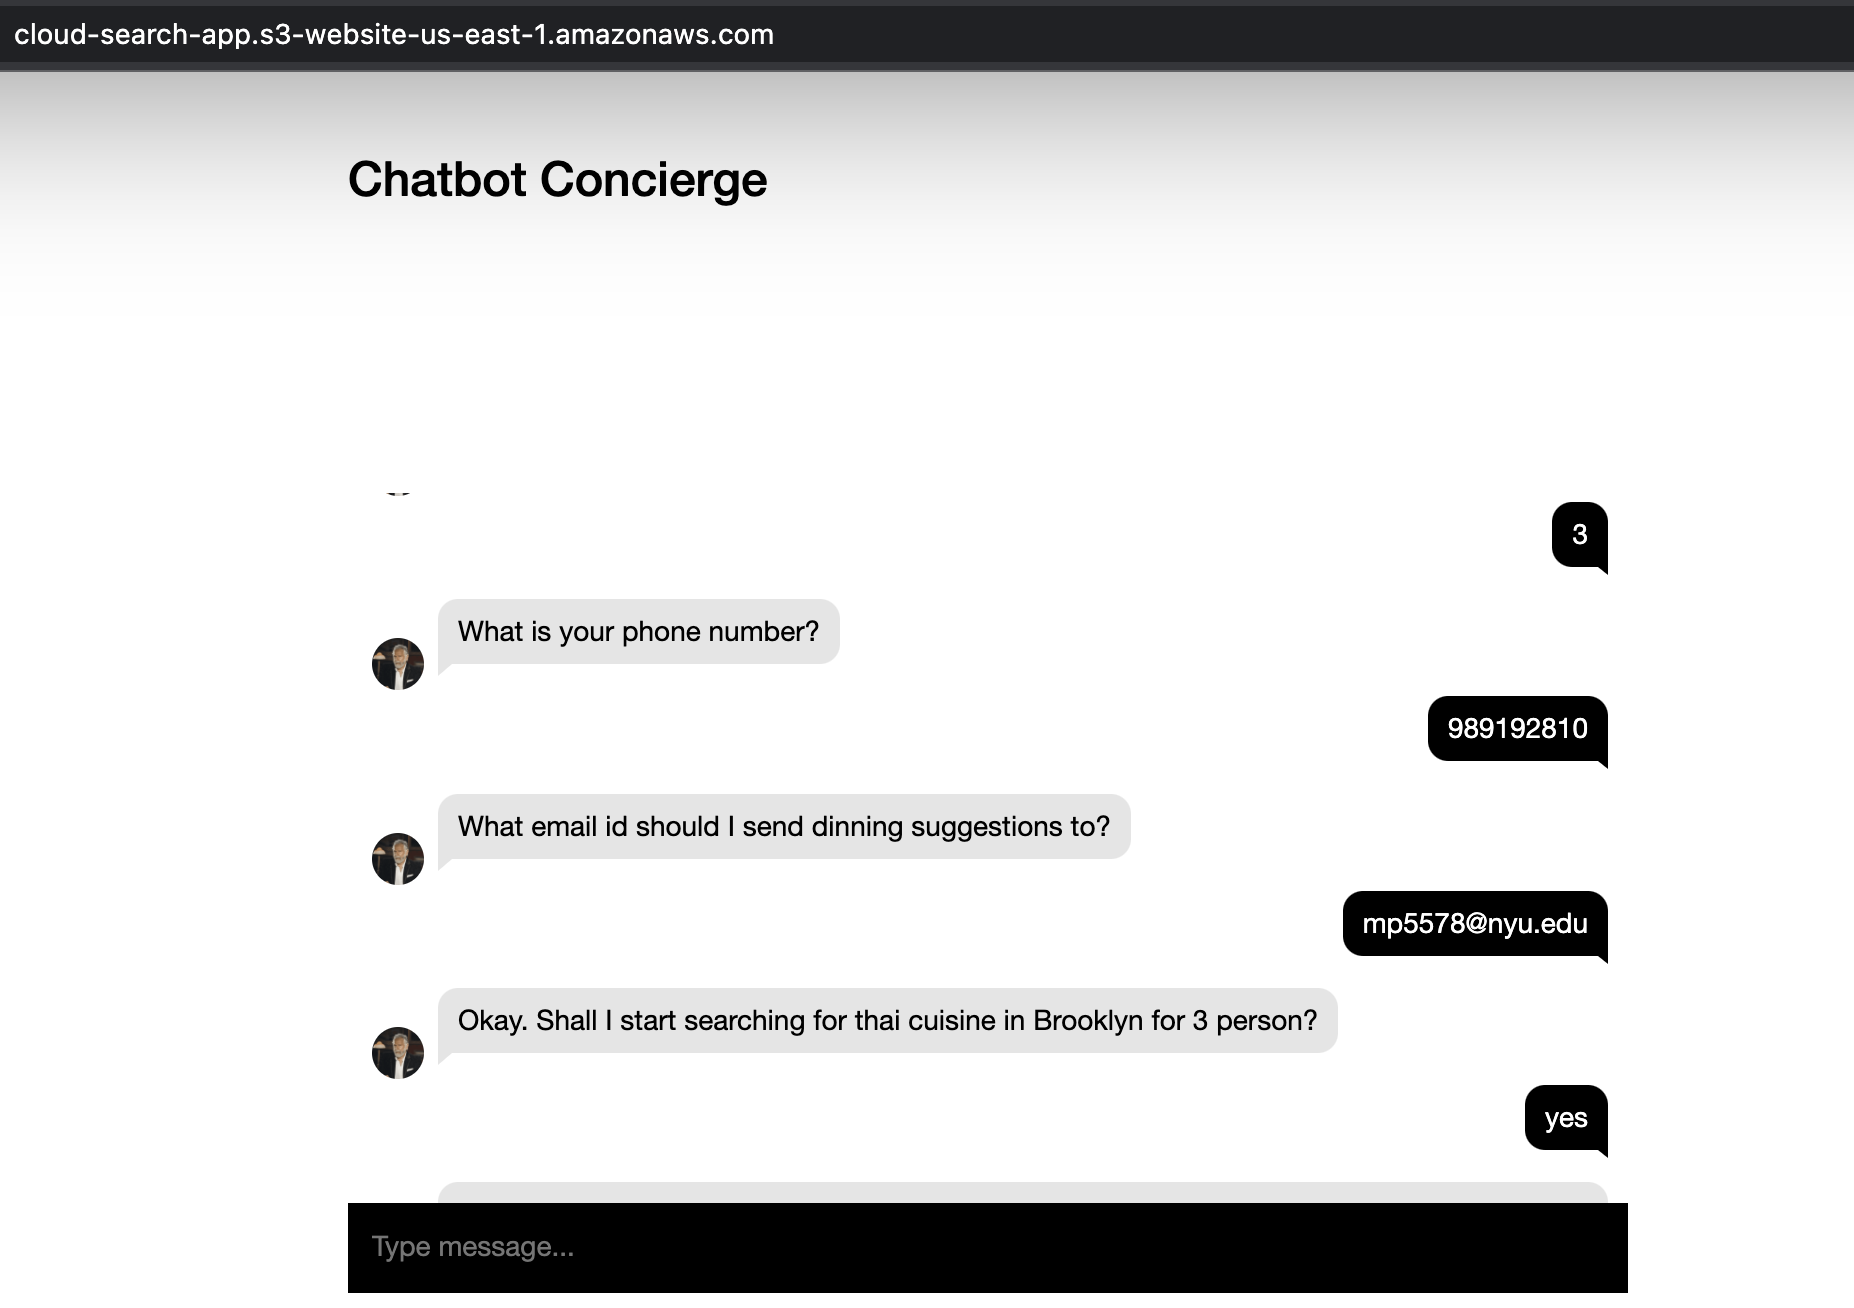 cloud-search-app.s3-website-us-east-1.amazonaws.com
Chatbot Concierge
3
What is your phone number?
989192810
What email id should I send dinning suggestions to?
mp5578@nyu.edu
Okay. Shall I start searching for thai cuisine in Brooklyn for 3 person?
yes
Type message...